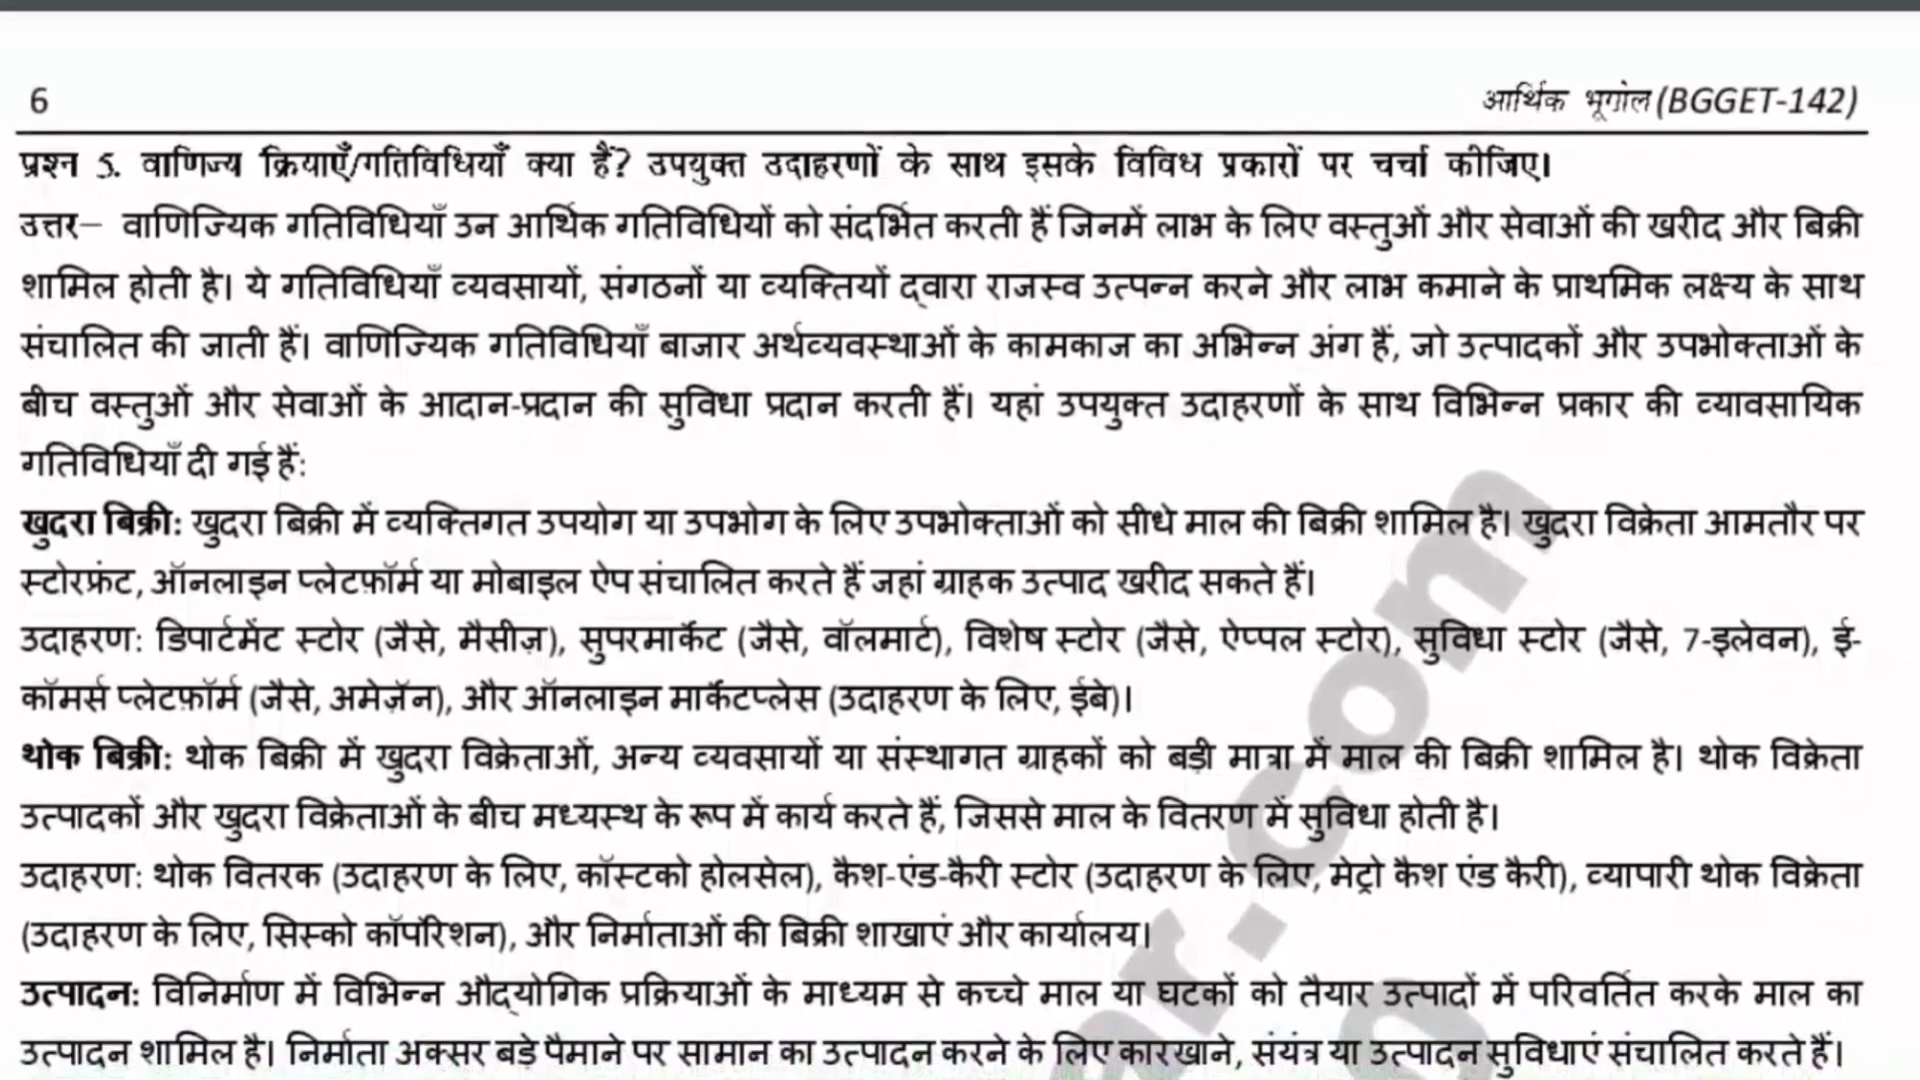 6
आर्थिक भूगोल (BGGET-142)
प्रश्न 5. वाणिज्य क्रियाएँ/गतिविधियाँ क्या हैं? उपयुक्त उदाहरणों के साथ इसके विविध प्रकारों पर चर्चा कीजिए।
उत्तर– वाणिज्यिक गतिविधियाँ उन आर्थिक गतिविधियों को संदर्भित करती हैं जिनमें लाभ के लिए वस्तुओं और सेवाओं की खरीद और बिक्री
शामिल होती है। ये गतिविधियाँ व्यवसायों, संगठनों या व्यक्तियों द्वारा राजस्व उत्पन्न करने और लाभ कमाने के प्राथमिक लक्ष्य के साथ
संचालित की जाती हैं। वाणिज्यिक गतिविधियाँ बाजार अर्थव्यवस्थाओं के कामकाज का अभिन्न अंग हैं, जो उत्पादकों और उपभोक्ताओं के
बीच वस्तुओं और सेवाओं के आदान-प्रदान की सुविधा प्रदान करती हैं। यहां उपयुक्त उदाहरणों के साथ विभिन्न प्रकार की व्यावसायिक
गतिविधियाँ दी गई हैं:
खुदरा बिक्री: खुदरा बिक्री में व्यक्तिगत उपयोग या उपभोग के लिए उपभोक्ताओं को सीधे माल की बिक्री शामिल है। खुदरा विक्रेता आमतौर पर
स्टोरफ्रंट, ऑनलाइन प्लेटफ़ॉर्म या मोबाइल ऐप संचालित करते हैं जहां ग्राहक उत्पाद खरीद सकते हैं।
उदाहरण: डिपार्टमेंट स्टोर (जैसे, मैसीज़), सुपरमार्केट (जैसे, वॉलमार्ट), विशेष स्टोर (जैसे, ऐप्पल स्टोर), सुविधा स्टोर (जैसे, 7-इलेवन), ई-
कॉमर्स प्लेटफ़ॉर्म (जैसे, अमेज़ॅन), और ऑनलाइन मार्केटप्लेस (उदाहरण के लिए, ईबे)।
थोक बिक्री: थोक बिक्री में खुदरा विक्रेताओं, अन्य व्यवसायों या संस्थागत ग्राहकों को बड़ी मात्रा में माल की बिक्री शामिल है। थोक विक्रेता
उत्पादकों और खुदरा विक्रेताओं के बीच मध्यस्थ के रूप में कार्य करते हैं, जिससे माल के वितरण में सुविधा होती है।
उदाहरण: थोक वितरक (उदाहरण के लिए, कॉस्टको होलसेल), कैश-एंड-कैरी स्टोर (उदाहरण के लिए, मेट्रो कैश एंड कैरी), व्यापारी थोक विक्रेता
(उदाहरण के लिए, सिस्को कॉर्पोरेशन), और निर्माताओं की बिक्री शाखाएं और कार्यालय।
उत्पादन: विनिर्माण में विभिन्न औद्योगिक प्रक्रियाओं के माध्यम से कच्चे माल या घटकों को तैयार उत्पादों में परिवर्तित करके माल का
उत्पादन शामिल है। निर्माता अक्सर बड़े पैमाने पर सामान का उत्पादन करने के लिए कारखाने, संयंत्र या उत्पादन सुविधाएं संचालित करते हैं।